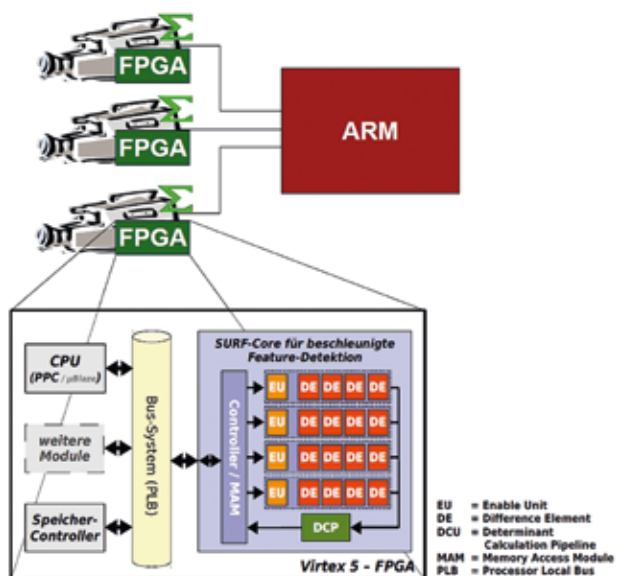 Σ
FPGA
Σ
FPGA
ARM
Σ
FPGA
SURF-Core für beschleunigte
Feature-Detektion
CPU
(PPC / µBlaze)
weitere
Module
Speicher-
Controller
Bus-System (PLB)
Controller / MAM
EU DE DE DE DE
EU DE DE DE DE
EU DE DE DE DE
EU DE DE DE DE
DCP
Virtex 5 – FPGA
EU = Enable Unit
DE = Difference Element
DCU = Determinant
Calculation Pipeline
MAM = Memory Access Module
PLB = Processor Local Bus